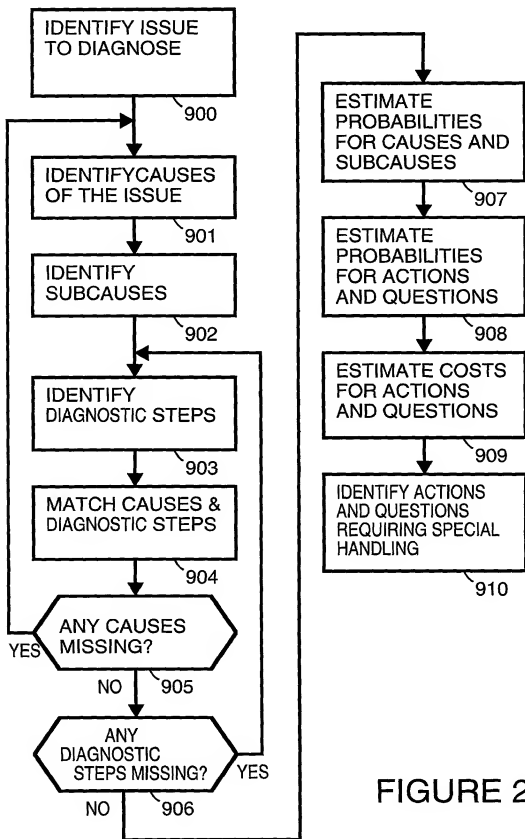 IDENTIFY ISSUE
TO DIAGNOSE
900
IDENTIFYCAUSES
OF THE ISSUE
901
IDENTIFY
SUBCAUSES
902
IDENTIFY
DIAGNOSTIC STEPS
903
MATCH CAUSES &
DIAGNOSTIC STEPS
904
ANY CAUSES
MISSING?
YES
NO
905
ANY
DIAGNOSTIC
STEPS MISSING?
YES
NO
906
ESTIMATE
PROBABILITIES
FOR CAUSES AND
SUBCAUSES
907
ESTIMATE
PROBABILITIES
FOR ACTIONS
AND QUESTIONS
908
ESTIMATE COSTS
FOR ACTIONS
AND QUESTIONS
909
IDENTIFY ACTIONS
AND QUESTIONS
REQUIRING SPECIAL
HANDLING
910
FIGURE 2